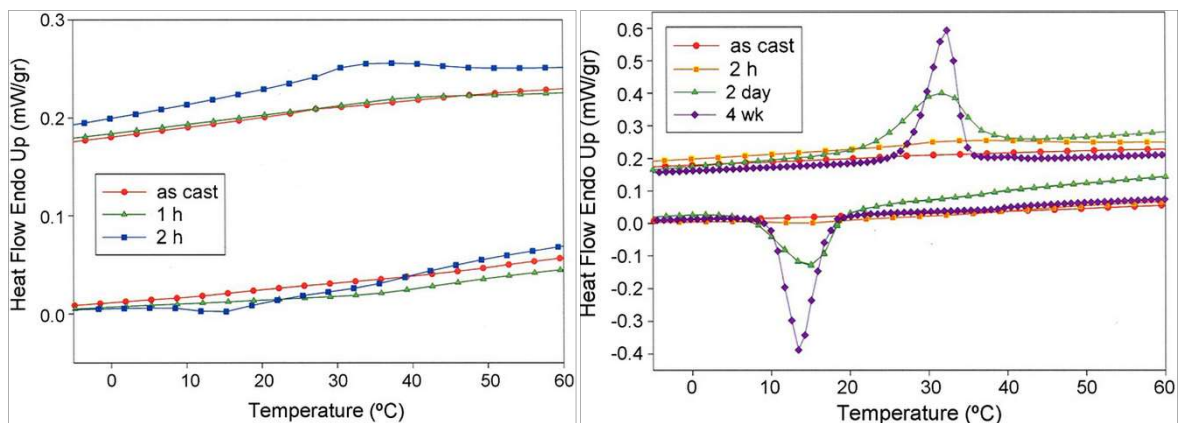 0.3
0.2
0.1
0.0
Heat Flow Endo Up (mW/gr)
as cast
1 h
2 h
0
10
20
30
40
50
60
Temperature (ºC)
0.6
0.5
0.4
0.3
0.2
0.1
0.0
-0.1
-0.2
-0.3
-0.4
Heat Flow Endo Up (mW/gr)
as cast
2 h
2 day
4 wk
0
10
20
30
40
50
60
Temperature (ºC)